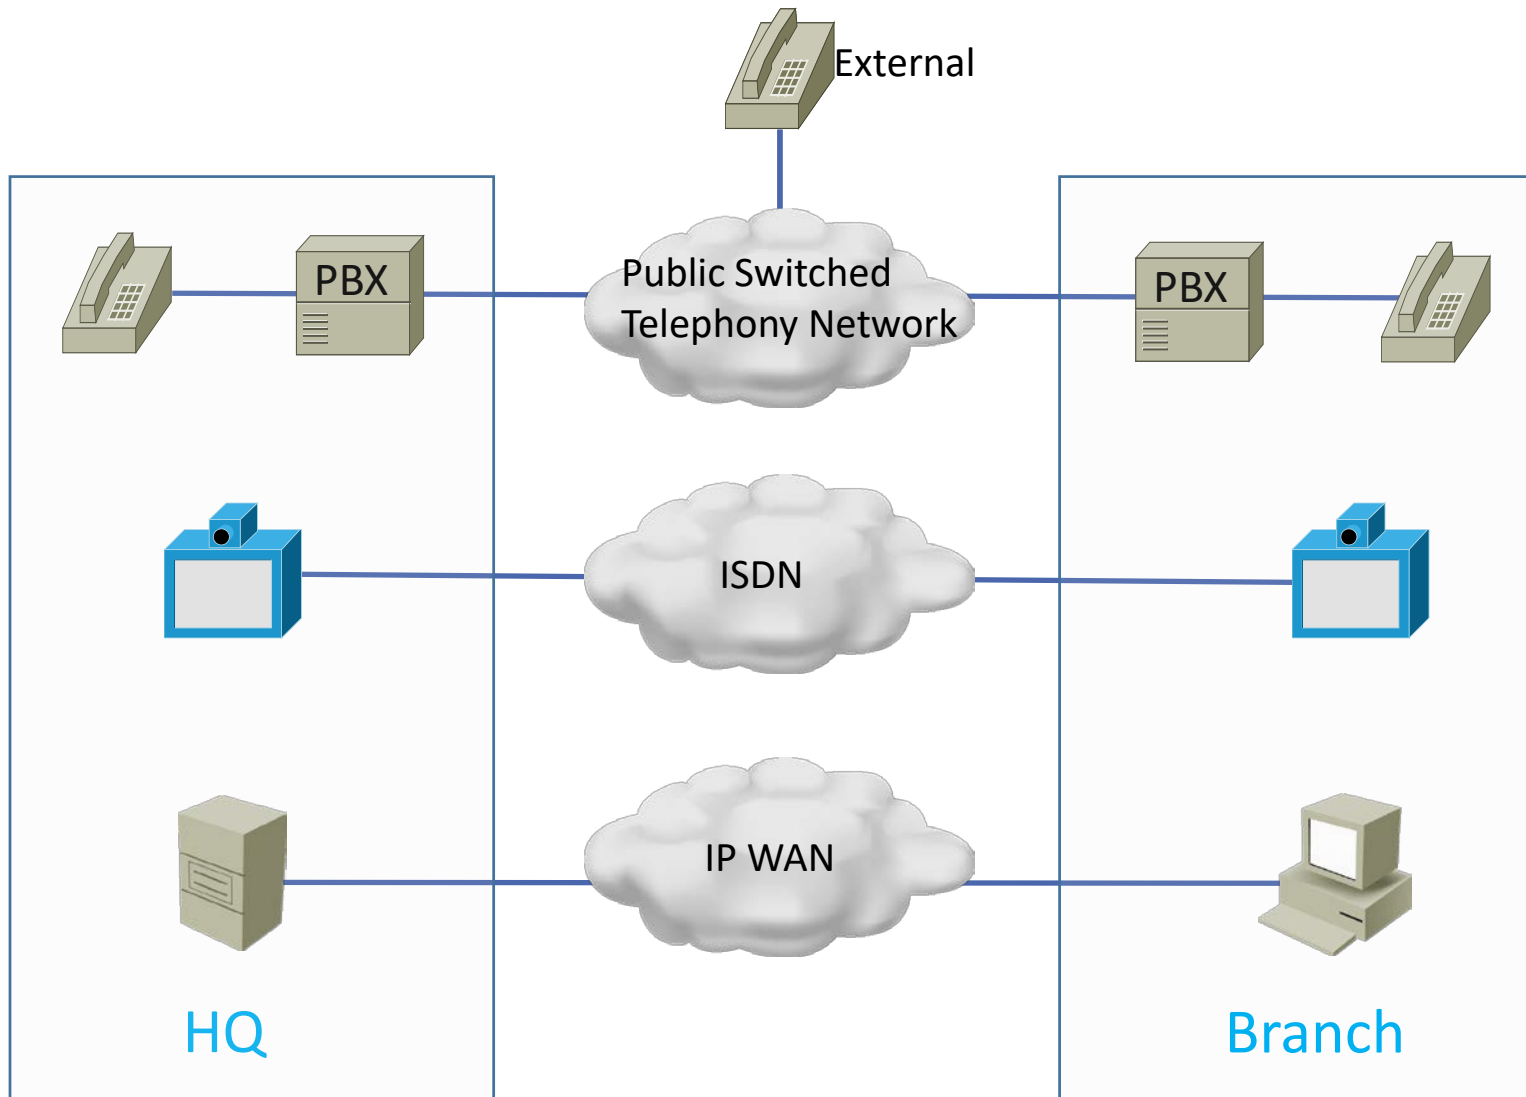 External
PBX
Public Switched
Telephony Network
PBX
ISDN
IP WAN
HQ
Branch